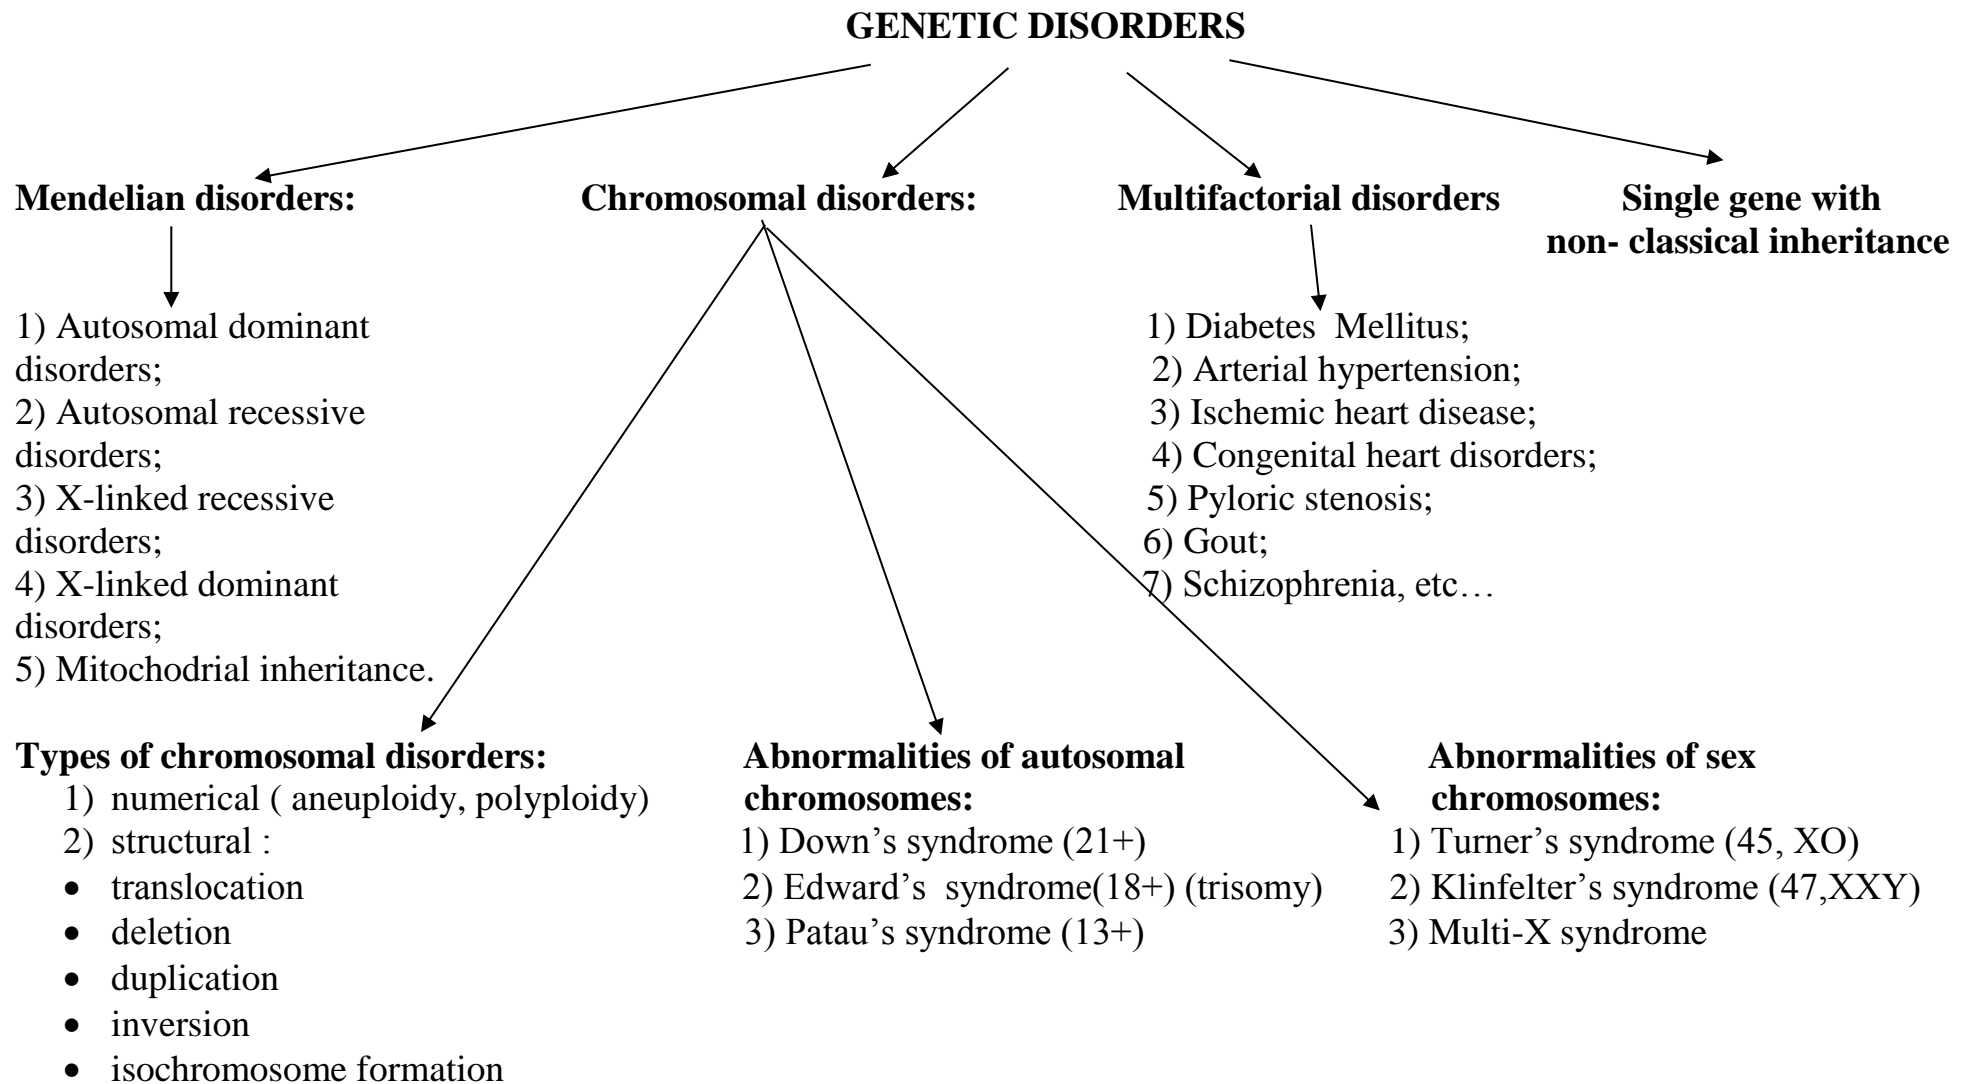 GENETIC DISORDERS
Mendelian disorders:
Chromosomal disorders:
Multifactorial disorders
Single gene with
non- classical inheritance
1) Autosomal dominant
disorders;
2) Autosomal recessive
disorders;
3) X-linked recessive
disorders;
4) X-linked dominant
disorders;
5) Mitochodrial inheritance.
1) Diabetes  Mellitus;
2) Arterial hypertension;
3) Ischemic heart disease;
4) Congenital heart disorders;
5) Pyloric stenosis;
6) Gout;
7) Schizophrenia, etc…
Types of chromosomal disorders:
1) numerical ( aneuploidy, polyploidy)
2) structural :
• translocation
• deletion
• duplication
• inversion
• isochromosome formation
Abnormalities of autosomal
chromosomes:
1) Down’s syndrome (21+)
2) Edward’s  syndrome(18+) (trisomy)
3) Patau’s syndrome (13+)
Abnormalities of sex
chromosomes:
1) Turner’s syndrome (45, XO)
2) Klinfelter’s syndrome (47,XXY)
3) Multi-X syndrome